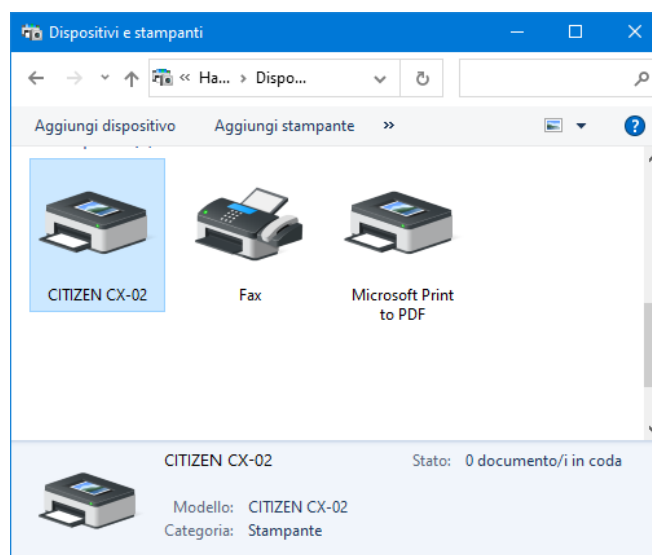 Dispositivi e stampanti
« Ha... › Dispo...
Aggiungi dispositivo Aggiungi stampante »
CITIZEN CX-02 Fax Microsoft Print
to PDF
CITIZEN CX-02 Stato: 0 documento/i in coda
Modello: CITIZEN CX-02
Categoria: Stampante